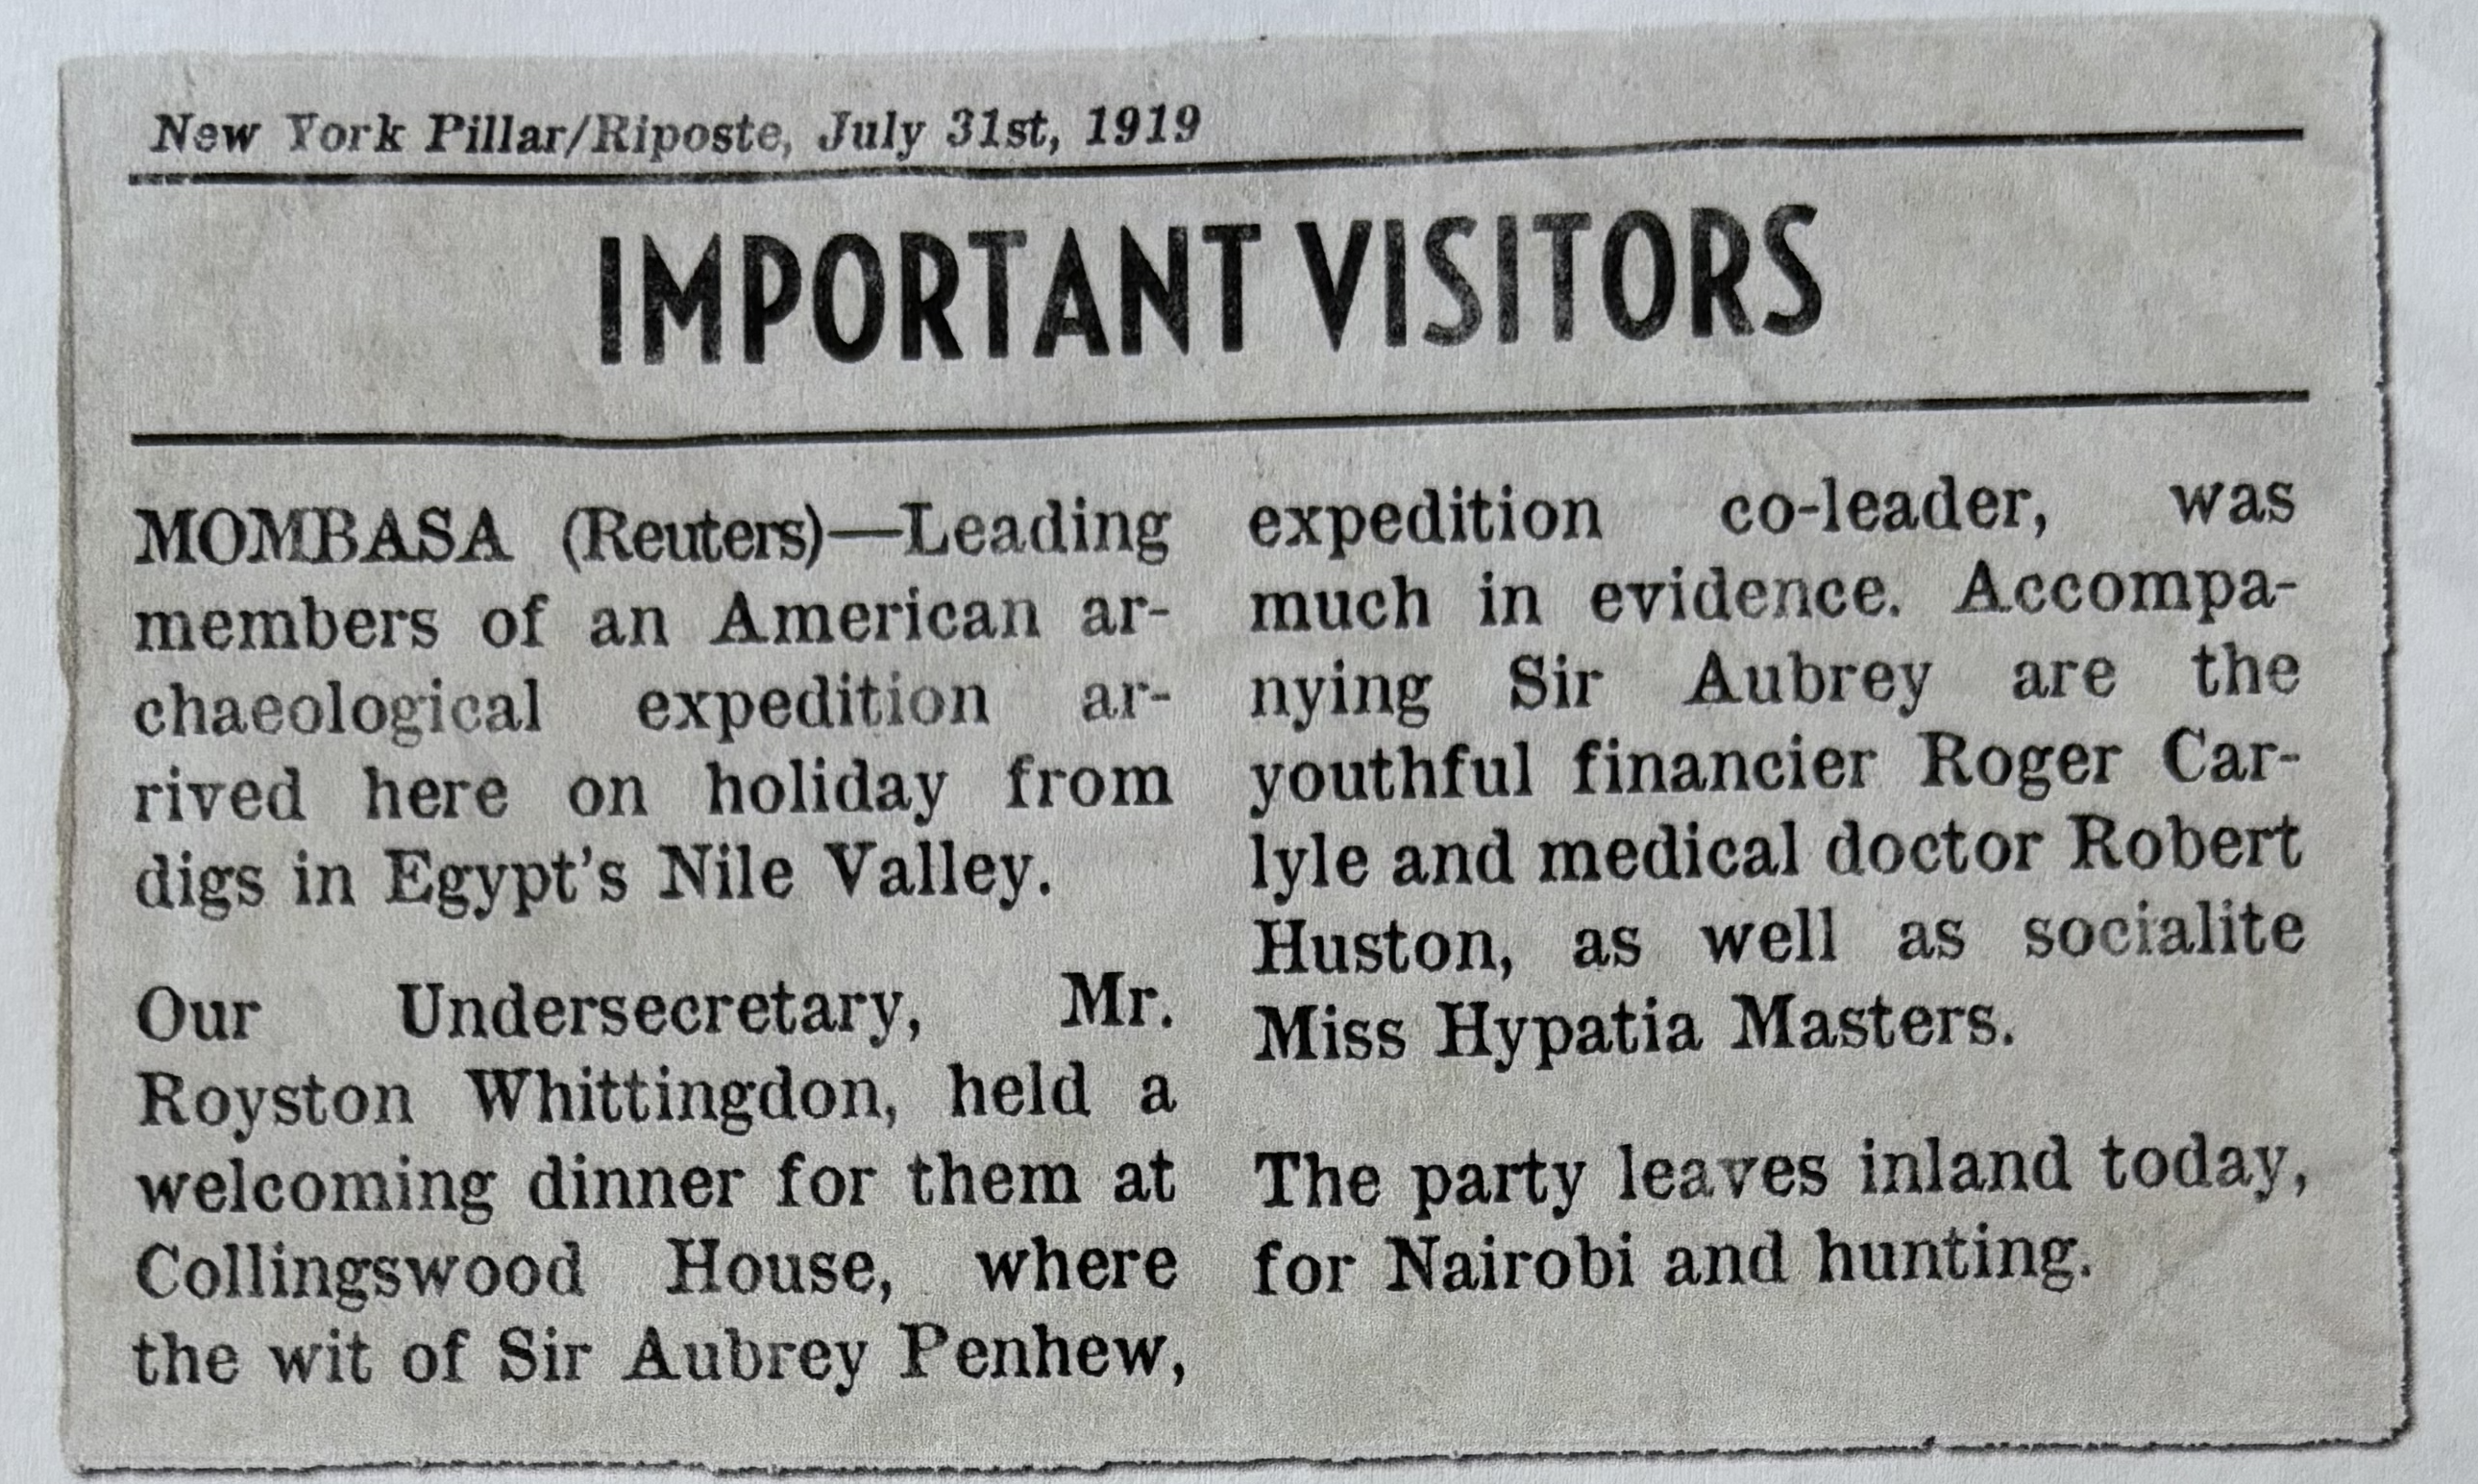 New York Pillar/Riposte, July 31st, 1919
IMPORTANT VISITORS
MOMBASA (Reuters)—Leading
members of an American ar-
chaeological expedition ar-
rived here on holiday from
digs in Egypt's Nile Valley.
Our Undersecretary, Mr.
Royston Whittingdon, held a
welcoming dinner for them at
Collingswood House, where
the wit of Sir Aubrey Penhew,
expedition co-leader, was
much in evidence. Accompa-
nying Sir Aubrey are the
youthful financier Roger Car-
lyle and medical doctor Robert
Huston, as well as socialite
Miss Hypatia Masters.
The party leaves inland today,
for Nairobi and hunting.